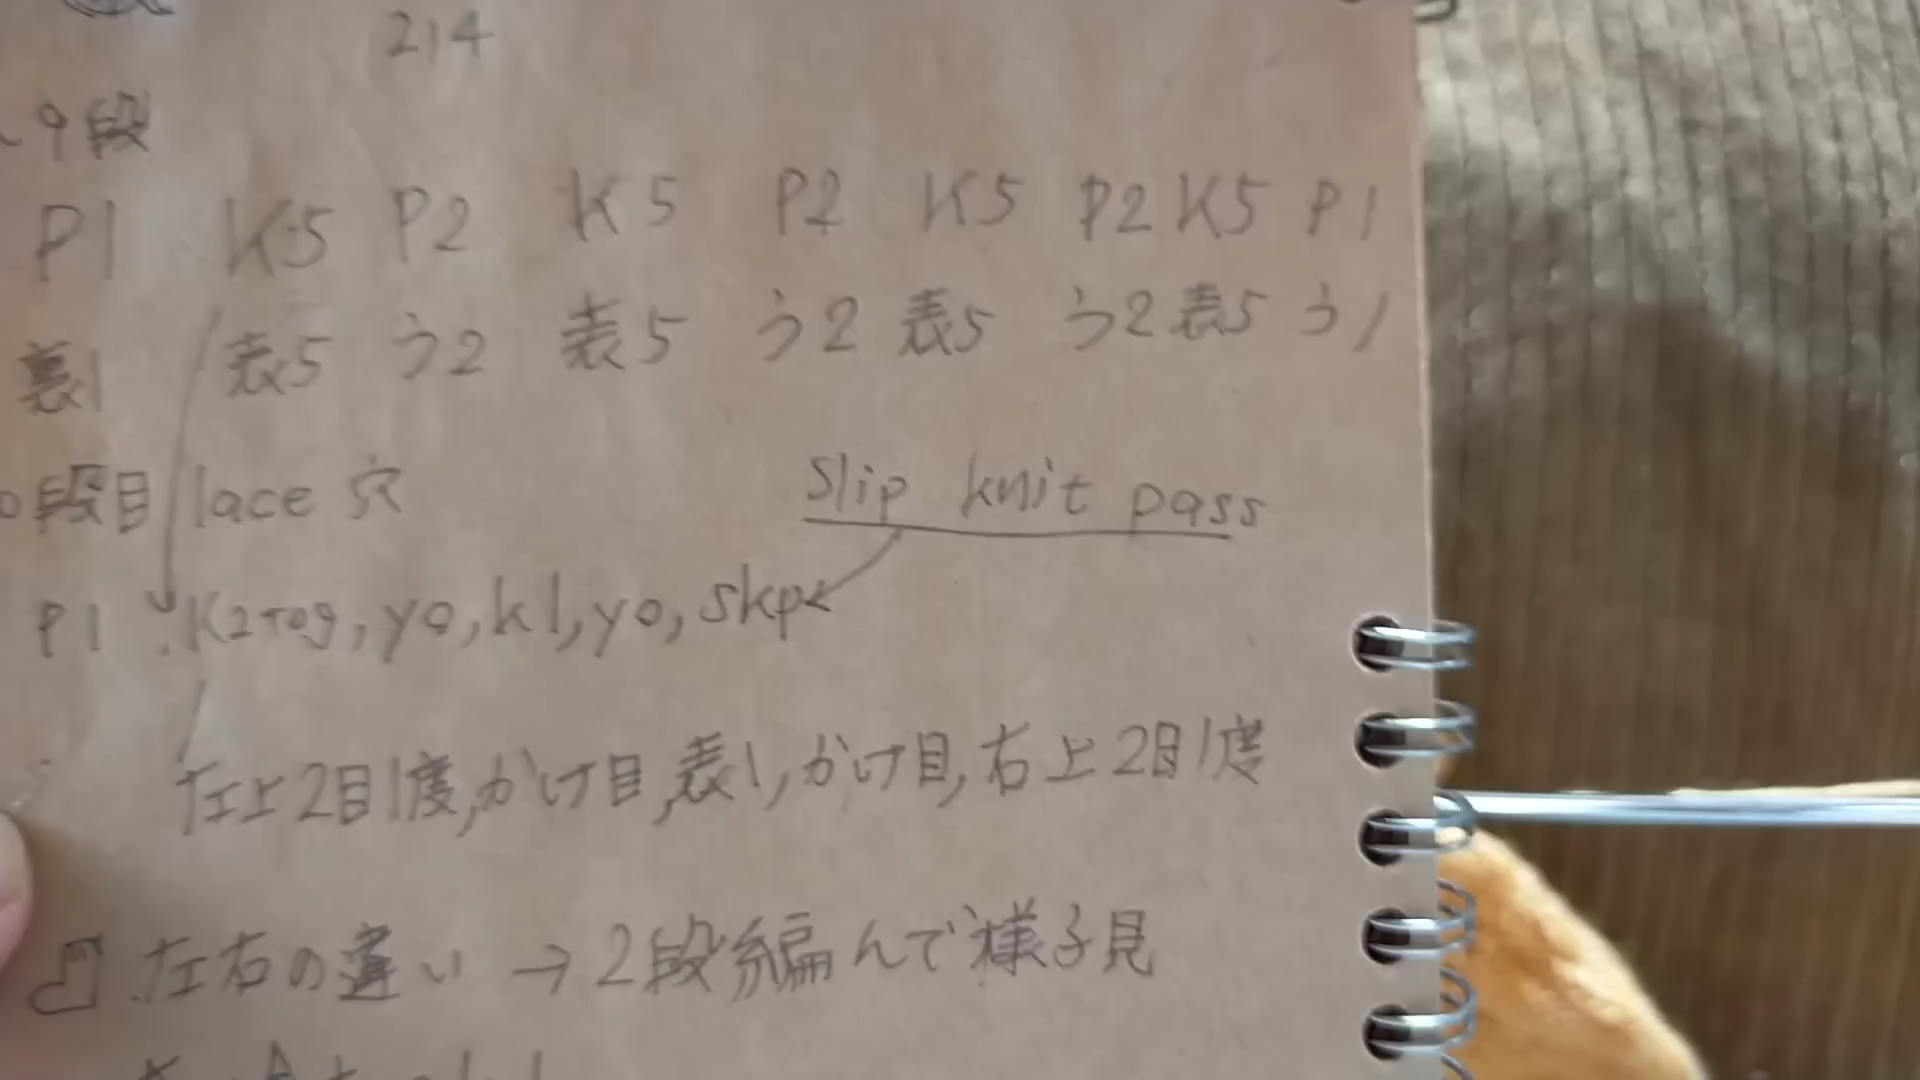 214
~9段
P1 K5 P2 K5 P2 K5 P2 K5 P1
裏1 表5 う2 表5 う2 表5 う2 表5 う1
0段目 lace 穴
Slip knit pass
P1 K2Tog, yo, k1, yo, skp
左上2目1度, かけ目, 表1, かけ目, 右上2目1度
左右の違い → 2段編んで様子見